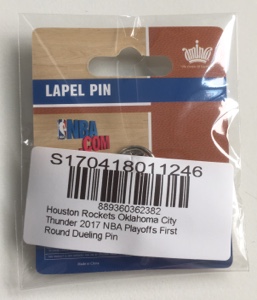 LAPEL PIN
NBA
.COM
S170418011246
889360362382
Houston Rockets Oklahoma City
Thunder 2017 NBA Playoffs First
Round Dueling Pin